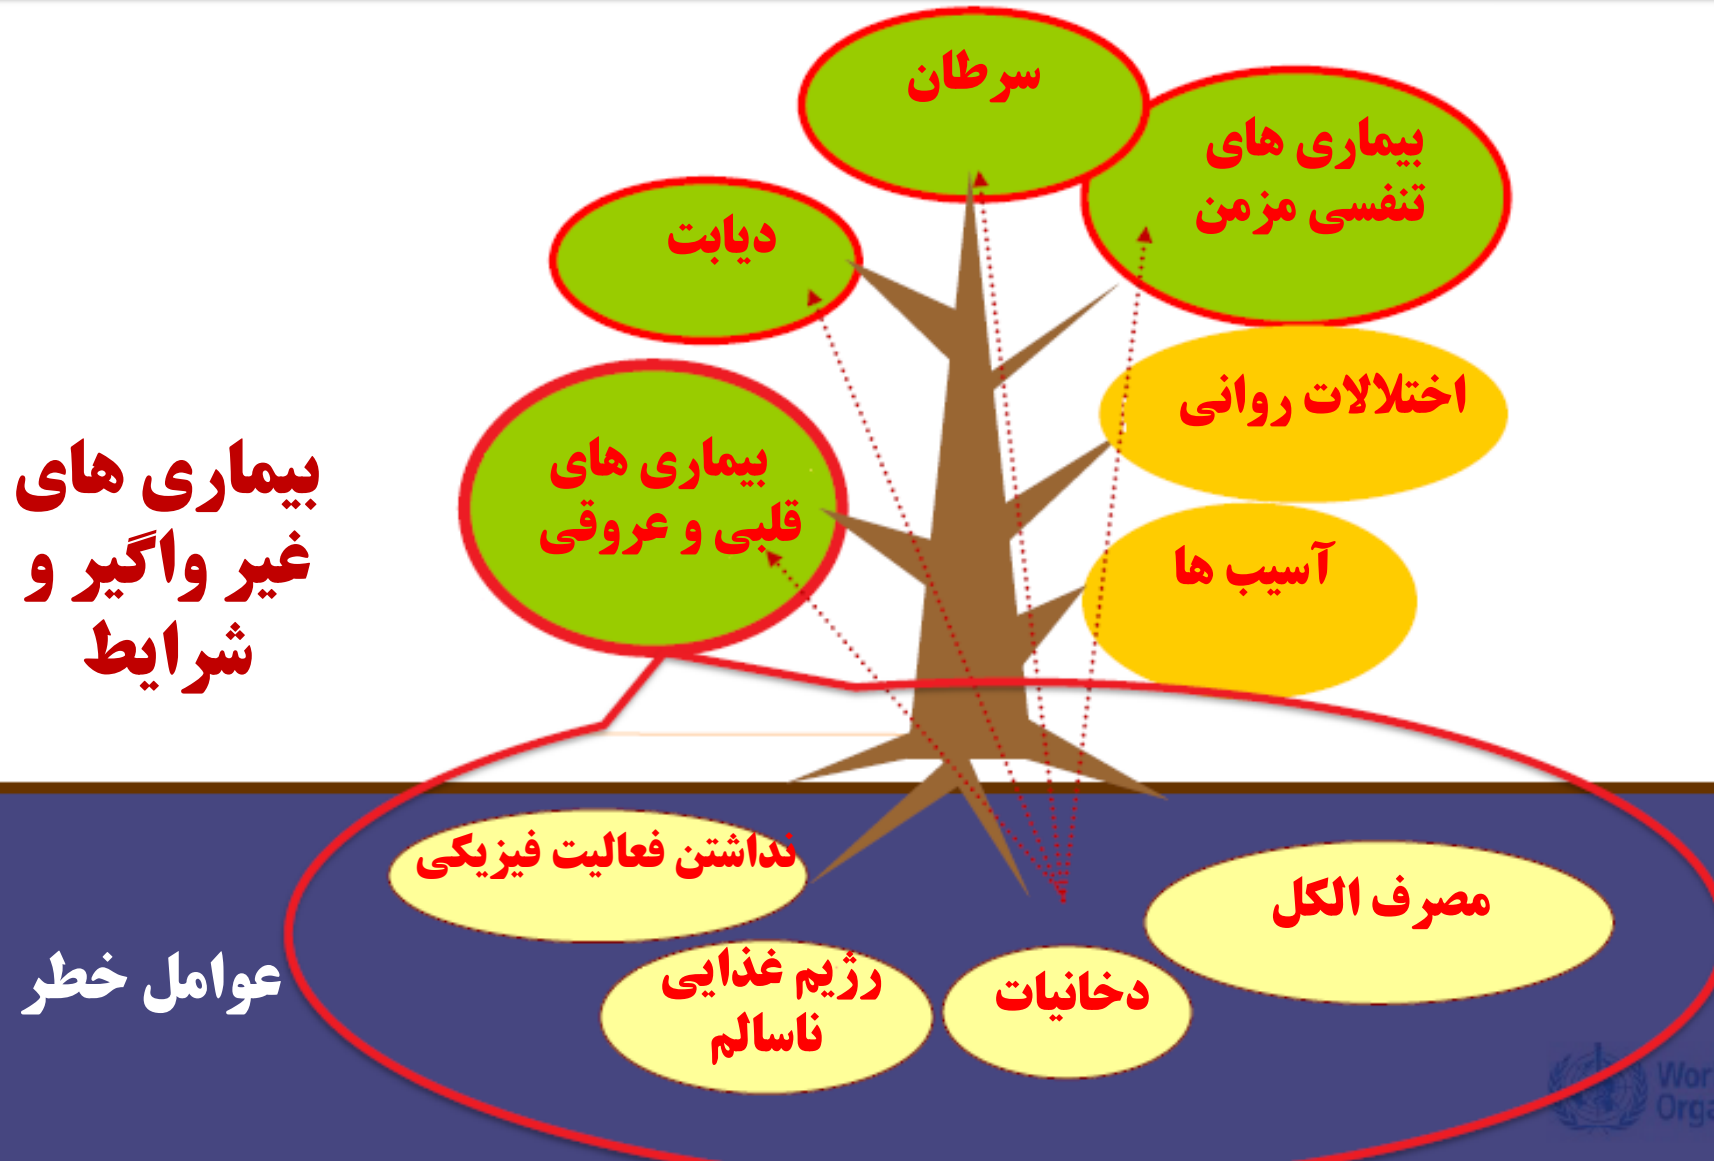 سرطان
بیماری های
تنفسی مزمن
دیابت
اختلالات روانی
بیماری های
قلبی و عروقی
آسیب ها
بیماری های
غیر واگیر و
شرایط
نداشتن فعالیت فیزیکی
مصرف الکل
رژیم غذایی
ناسالم
دخانیات
عوامل خطر